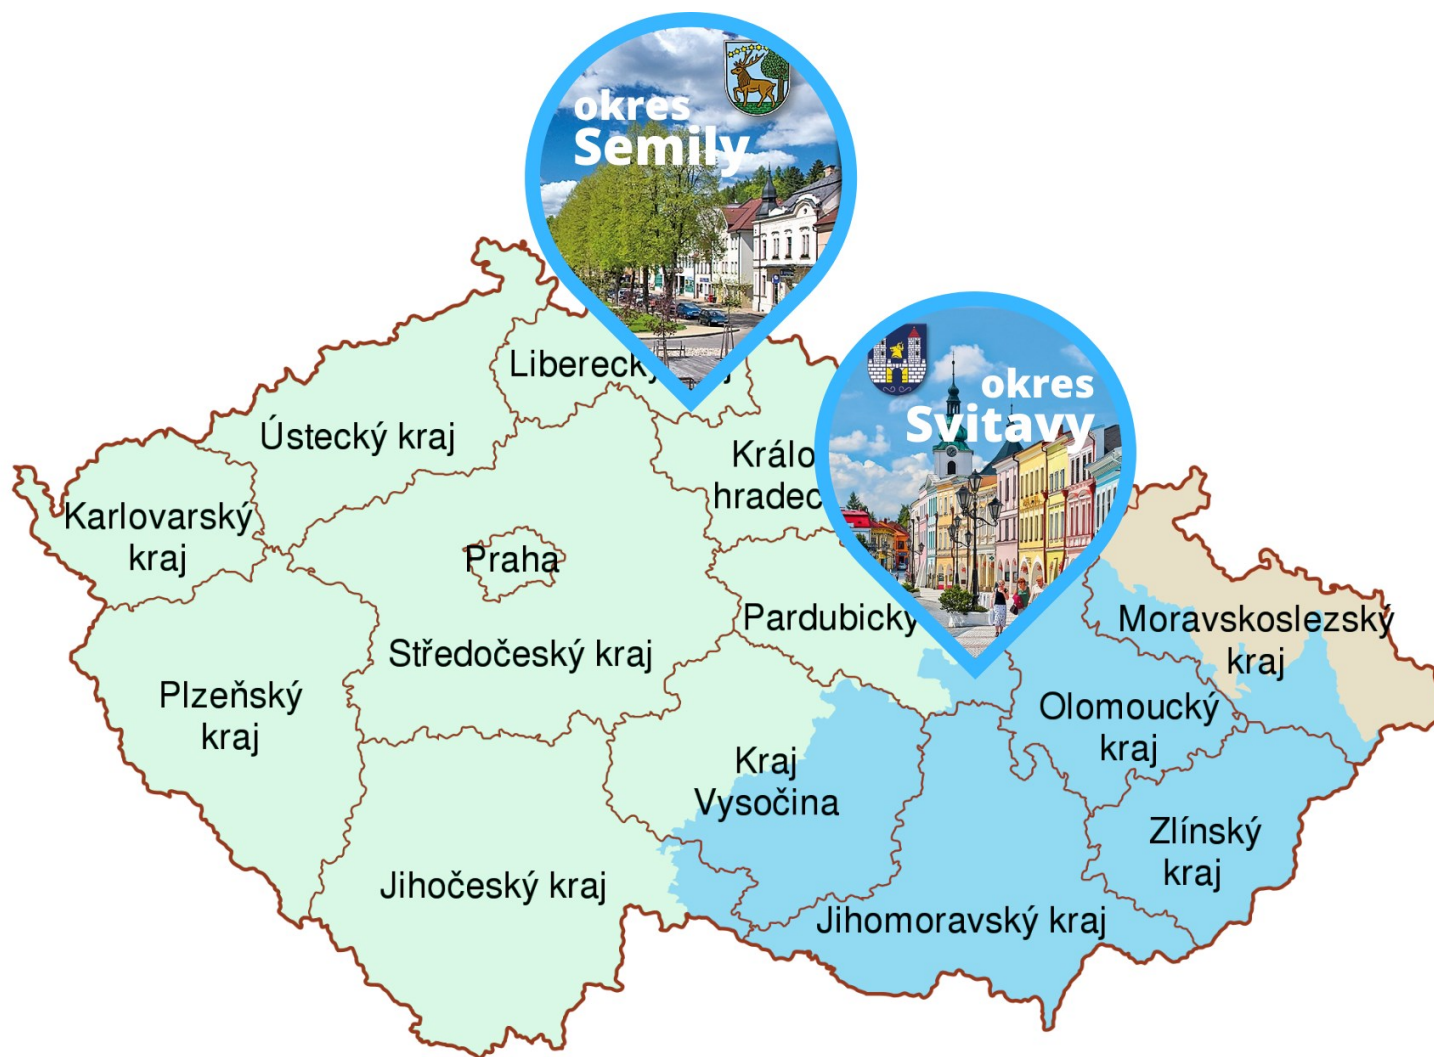 okres
Semily
okres
Svitavy
Liberecký kraj
Ústecký kraj
Králo
hradec
Karlovarský
kraj
Praha
Pardubický
Moravskoslezský
kraj
Středočeský kraj
Plzeňský
kraj
Olomoucký
kraj
Kraj
Vysočina
Zlínský
kraj
Jihočeský kraj
Jihomoravský kraj